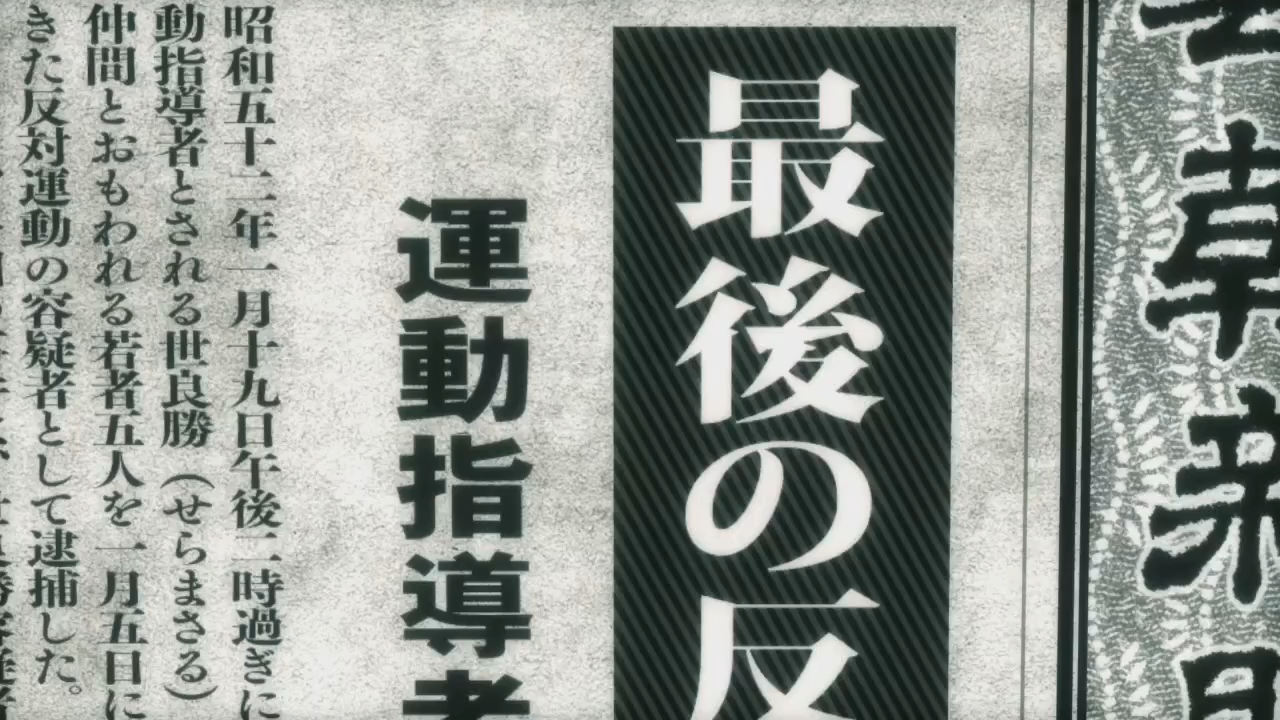 草薙
最後の反
運動指導者
昭和五十二年一月十九日午後二時過ぎに
動指導者とされる世良勝（せらまさる）
仲間とおもわれる若者五人を一月五日に
きた反対運動の容疑者として逮捕した。